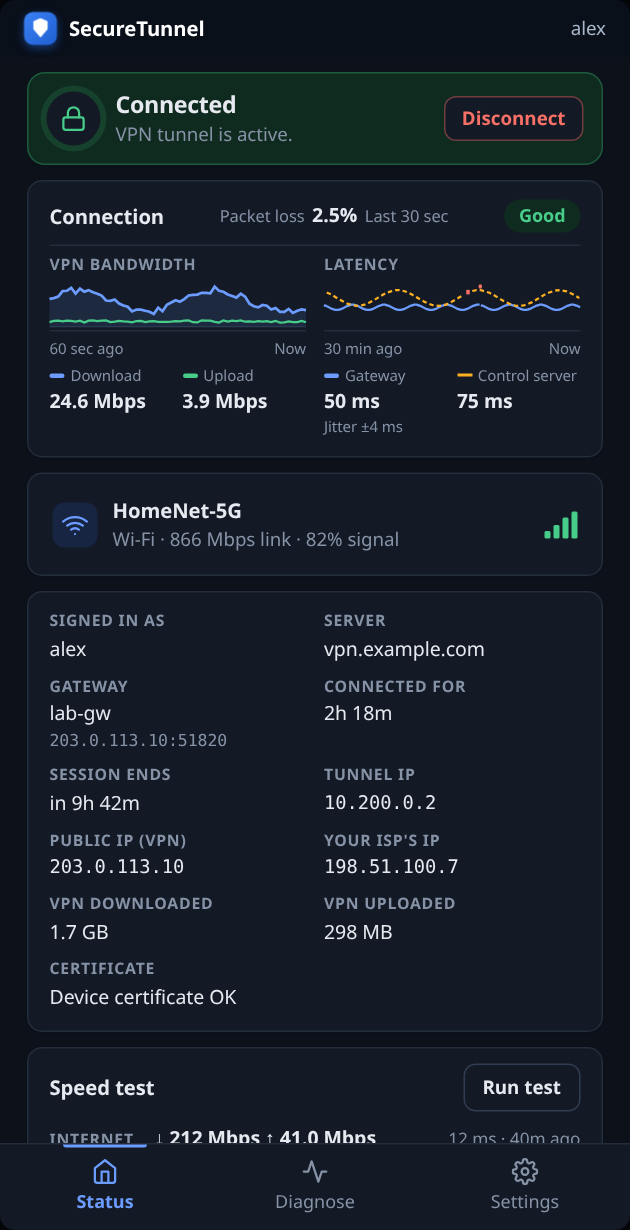 SecureTunnel
alex
Connected
VPN tunnel is active.
Disconnect
Connection
Packet loss 2.5% Last 30 sec
Good
VPN BANDWIDTH
60 sec ago
Now
Download
Upload
24.6 Mbps
3.9 Mbps
LATENCY
30 min ago
Now
Gateway
Control server
50 ms
75 ms
Jitter ±4 ms
HomeNet-5G
Wi-Fi · 866 Mbps link · 82% signal
SIGNED IN AS
alex
SERVER
vpn.example.com
GATEWAY
lab-gw
203.0.113.10:51820
CONNECTED FOR
2h 18m
SESSION ENDS
in 9h 42m
TUNNEL IP
10.200.0.2
PUBLIC IP (VPN)
203.0.113.10
YOUR ISP'S IP
198.51.100.7
VPN DOWNLOADED
1.7 GB
VPN UPLOADED
298 MB
CERTIFICATE
Device certificate OK
Speed test
Run test
INTERNET ↓ 212 Mbps ↑ 41.0 Mbps
12 ms · 40m ago
Status
Diagnose
Settings